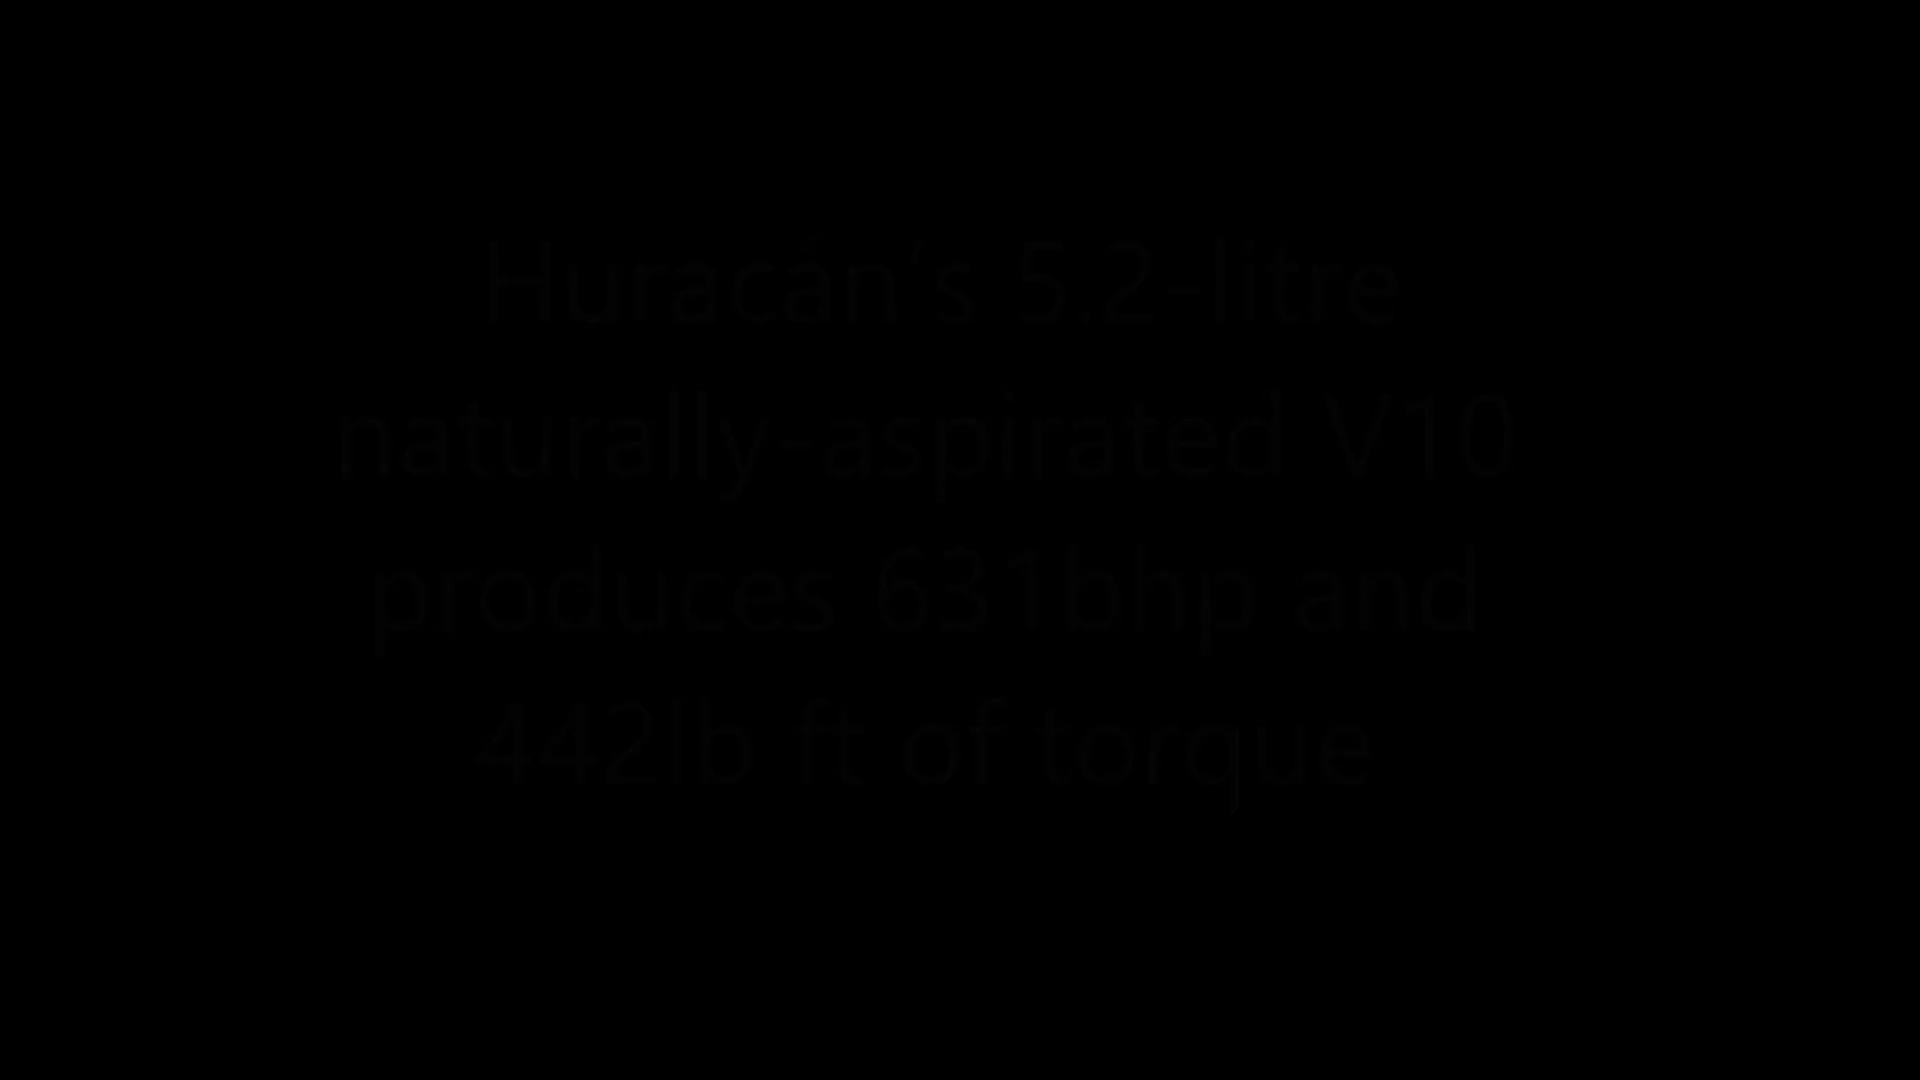 Huracán's 5.2-litre
naturally-aspirated V10
produces 631bhp and
442lb ft of torque